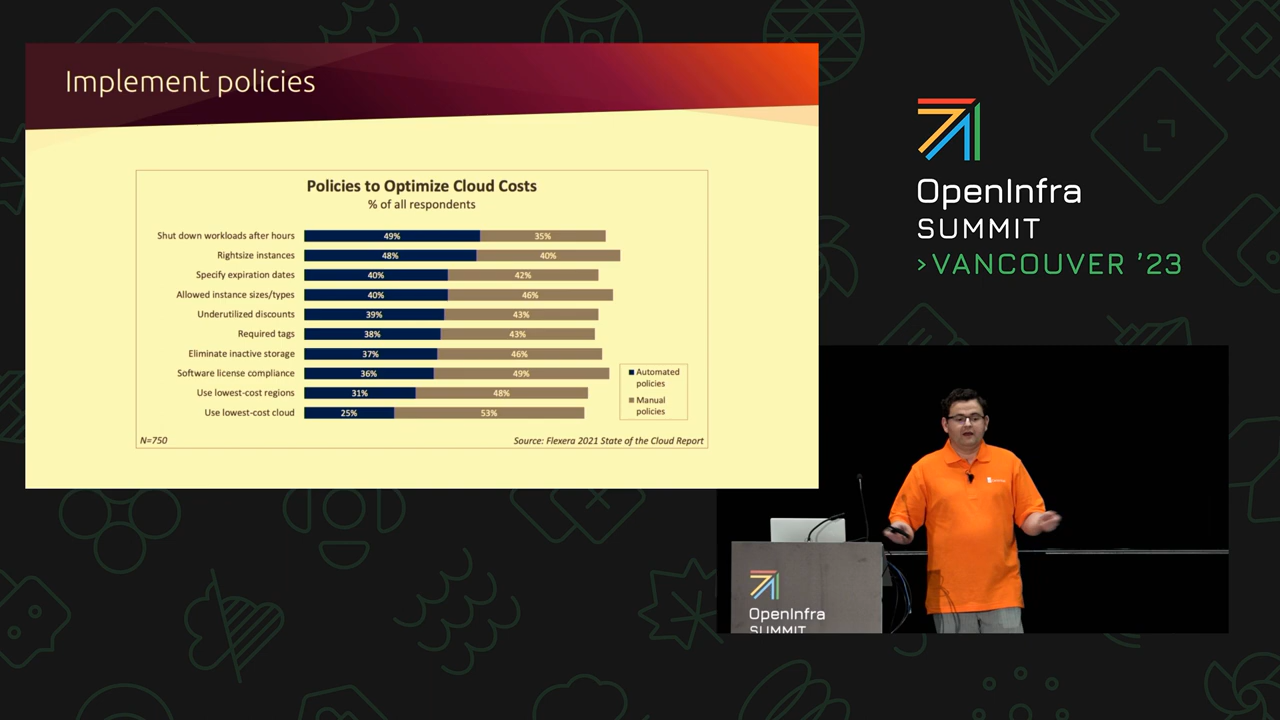 Implement policies
Policies to Optimize Cloud Costs
% of all respondents
Shut down workloads after hours 49% 35%
Rightsize instances 48% 40%
Specify expiration dates 40% 42%
Allowed instance sizes/types 40% 46%
Underutilized discounts 39% 43%
Required tags 38% 43%
Eliminate inactive storage 37% 46%
Software license compliance 36% 49%
Use lowest-cost regions 31% 48%
Use lowest-cost cloud 25% 53%
Automated
policies
Manual
policies
N=750
Source: Flexera 2021 State of the Cloud Report
OpenInfra
SUMMIT
>VANCOUVER '23
OpenInfra
SUMMIT